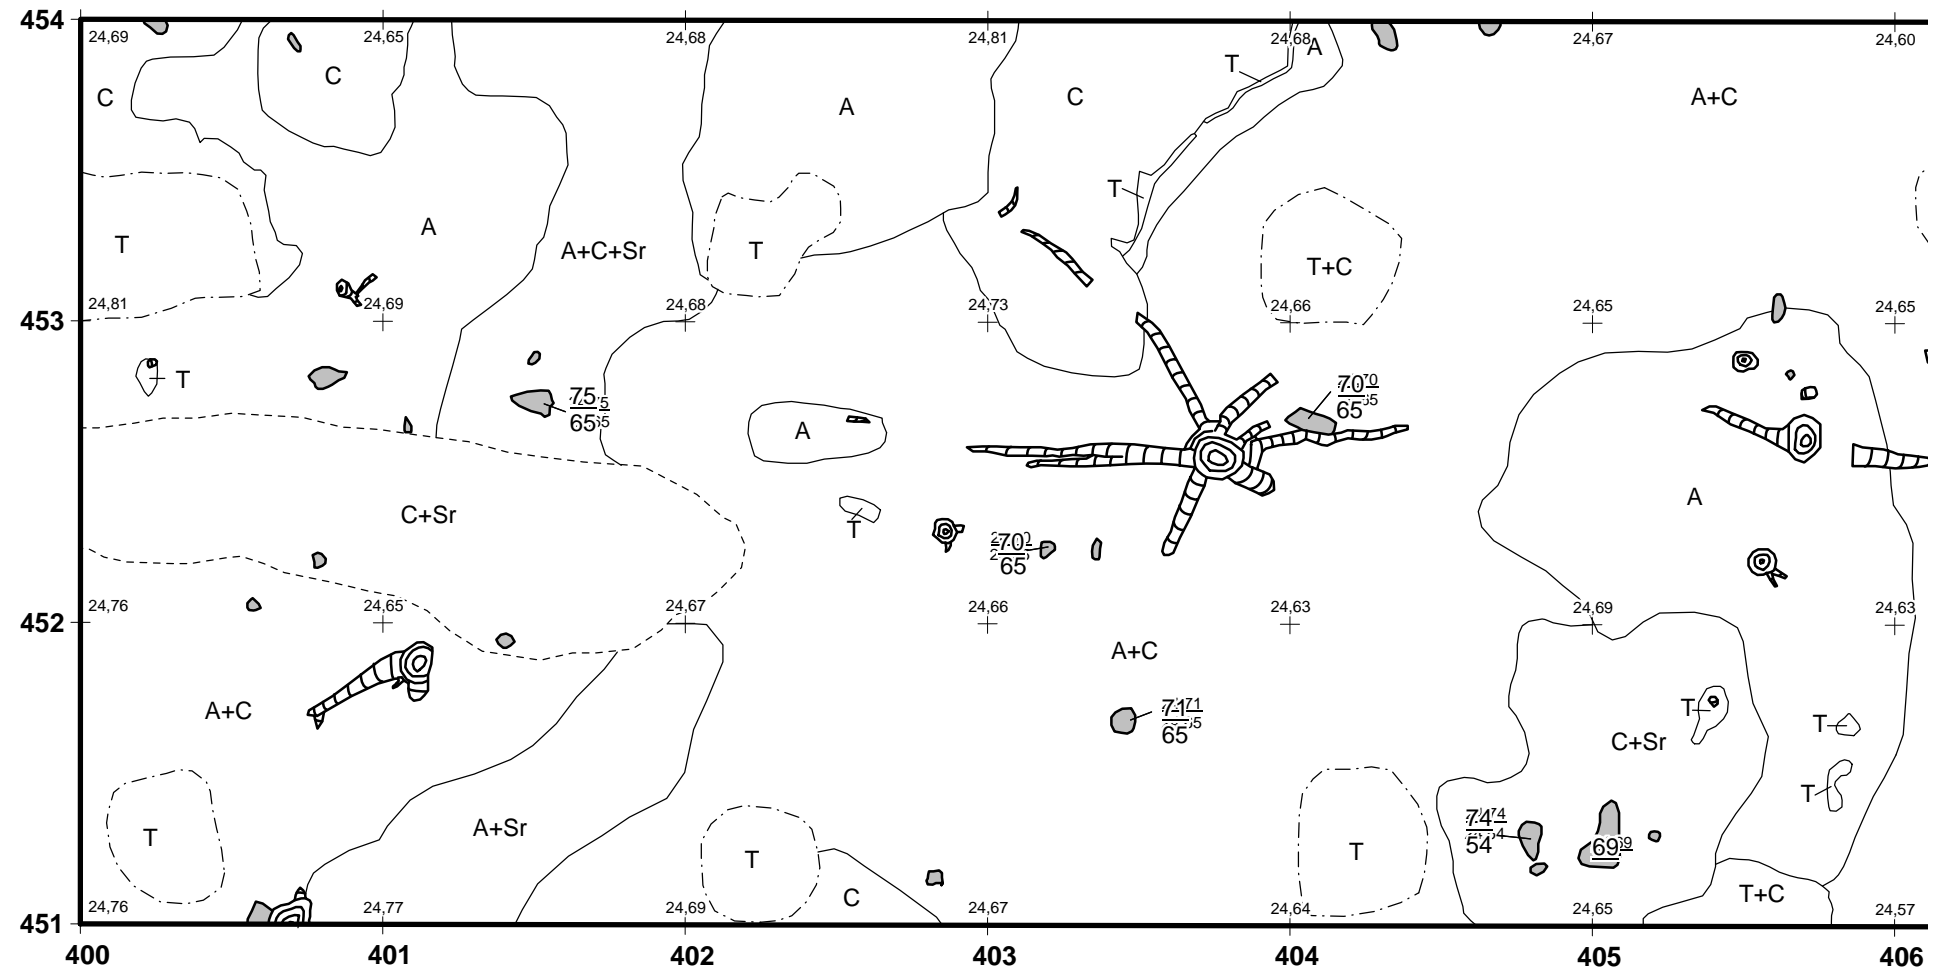 454
24,69
24,65
24,68
24,81
24,68
24,67
24,60
A
T
C
C
C
A+C
A
T
T
A
A+C+Sr
T
T+C
24,81
24,69
24,68
24,73
24,66
24,65
24,65
453
T
75
65
70
65
A
A
C+Sr
T
70
65
24,76
24,65
24,67
24,66
24,63
24,69
24,63
452
A+C
A+C
T
71
65
T
C+Sr
T
74
54
A+Sr
T
T
T
69
C
T+C
24,76
24,77
24,69
24,67
24,64
24,65
24,57
451
400
401
402
403
404
405
406